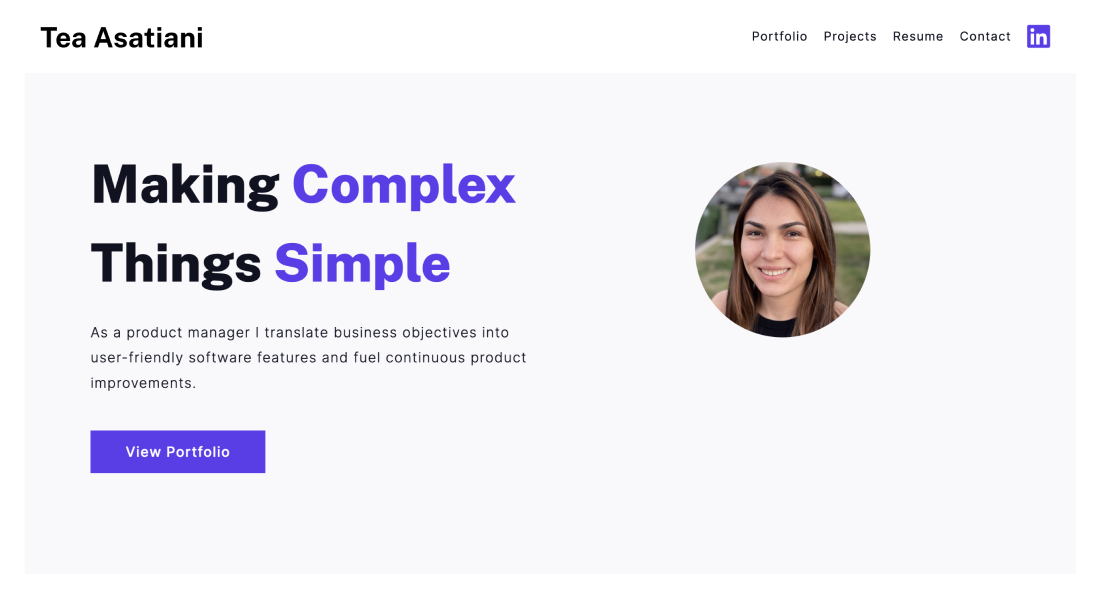 Tea Asatiani
Portfolio Projects Resume Contact in
Making Complex
Things Simple
As a product manager I translate business objectives into
user-friendly software features and fuel continuous product
improvements.
View Portfolio